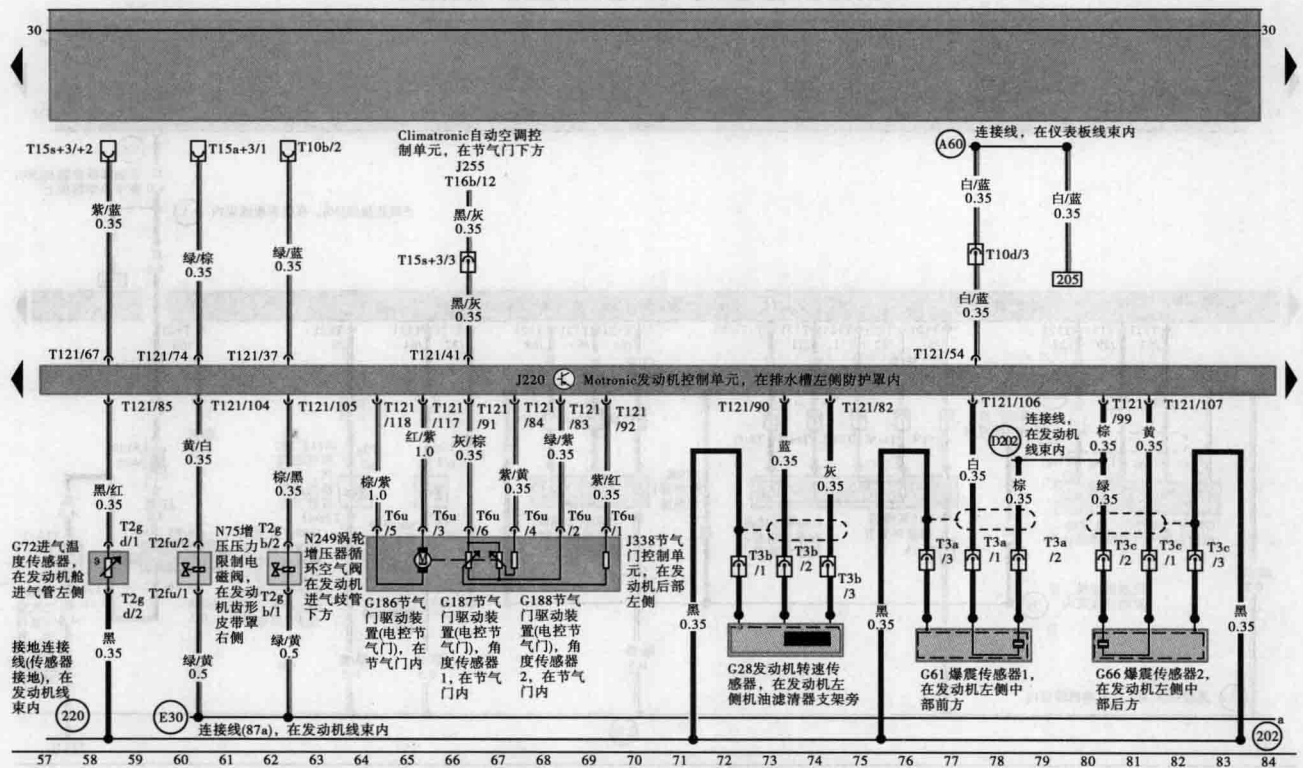 30
30
Climatronic自动空调控
制单元，在节气门下方
J255
T16b/12
连接线，在仪表板线束内
A60
T15s+3/+2
T15a+3/1
T10b/2
紫/蓝
0.35
绿/棕
0.35
绿/蓝
0.35
黑/灰
0.35
T15s+3/3
黑/灰
0.35
白/蓝
0.35
白/蓝
0.35
T10d/3
205
白/蓝
0.35
T121/67
T121/74
T121/37
T121/41
T121/54
J220
Motronic发动机控制单元，在排水槽左侧防护罩内
T121/85
T121/104
T121/105
T121
/118
T121
/117
T121
/91
T121
/84
T121
/83
T121
/92
T121/90
T121/82
T121/106
T121
/99
T121/107
连接线，
在发动机
线束内
D202
黑/红
0.35
黄/白
0.35
棕/黑
0.35
棕/紫
1.0
红/紫
1.0
灰/棕
0.35
紫/黄
0.35
绿/紫
0.35
紫/红
0.35
蓝
0.35
灰
0.35
白
0.35
棕
0.35
棕
0.35
绿
0.35
黄
0.35
T2g
d/1
T2fu/2
T2g
b/2
T6u
/5
T6u
/3
T6u
/6
T6u
/4
T6u
/2
T6u
/1
T3b
/1
T3b
/2
T3b
/3
T3a
/3
T3a
/1
T3a
/2
T3c
/2
T3c
/1
T3c
/3
G72进气温
度传感器，
在发动机舱
进气管左侧
N75增
压压力
限制电
磁阀，
在发动
机齿形
皮带罩
右侧
N249涡轮
增压器循
环空气阀
在发动机
进气歧管
下方
M
J338节气
门控制单
元，在发
动机后部
左侧
T2g
d/2
T2fu/1
T2g
b/1
黑
0.35
绿/黄
0.5
绿/黄
0.5
G186节气
门驱动装
置(电控节
气门)，在
节气门内
G187节气
门驱动装
置(电控节
气门)，角
度传感器
1，在节气
门内
G188节气
门驱动装
置(电控节
气门)，角
度传感器
2，在节气
门内
黑
0.35
黑
0.35
黑
0.35
G28发动机转速传
感器，在发动机左
侧机油滤清器支架旁
G61 爆震传感器1，
在发动机左侧中
部前方
G66 爆震传感器2，
在发动机左侧中
部后方
接地连接
线(传感器
接地)，在
发动机线
束内
220
E30
连接线(87a)，在发动机线束内
a
202
57 58 59 60 61 62 63 64 65 66 67 68 69 70 71 72 73 74 75 76 77 78 79 80 81 82 83 84